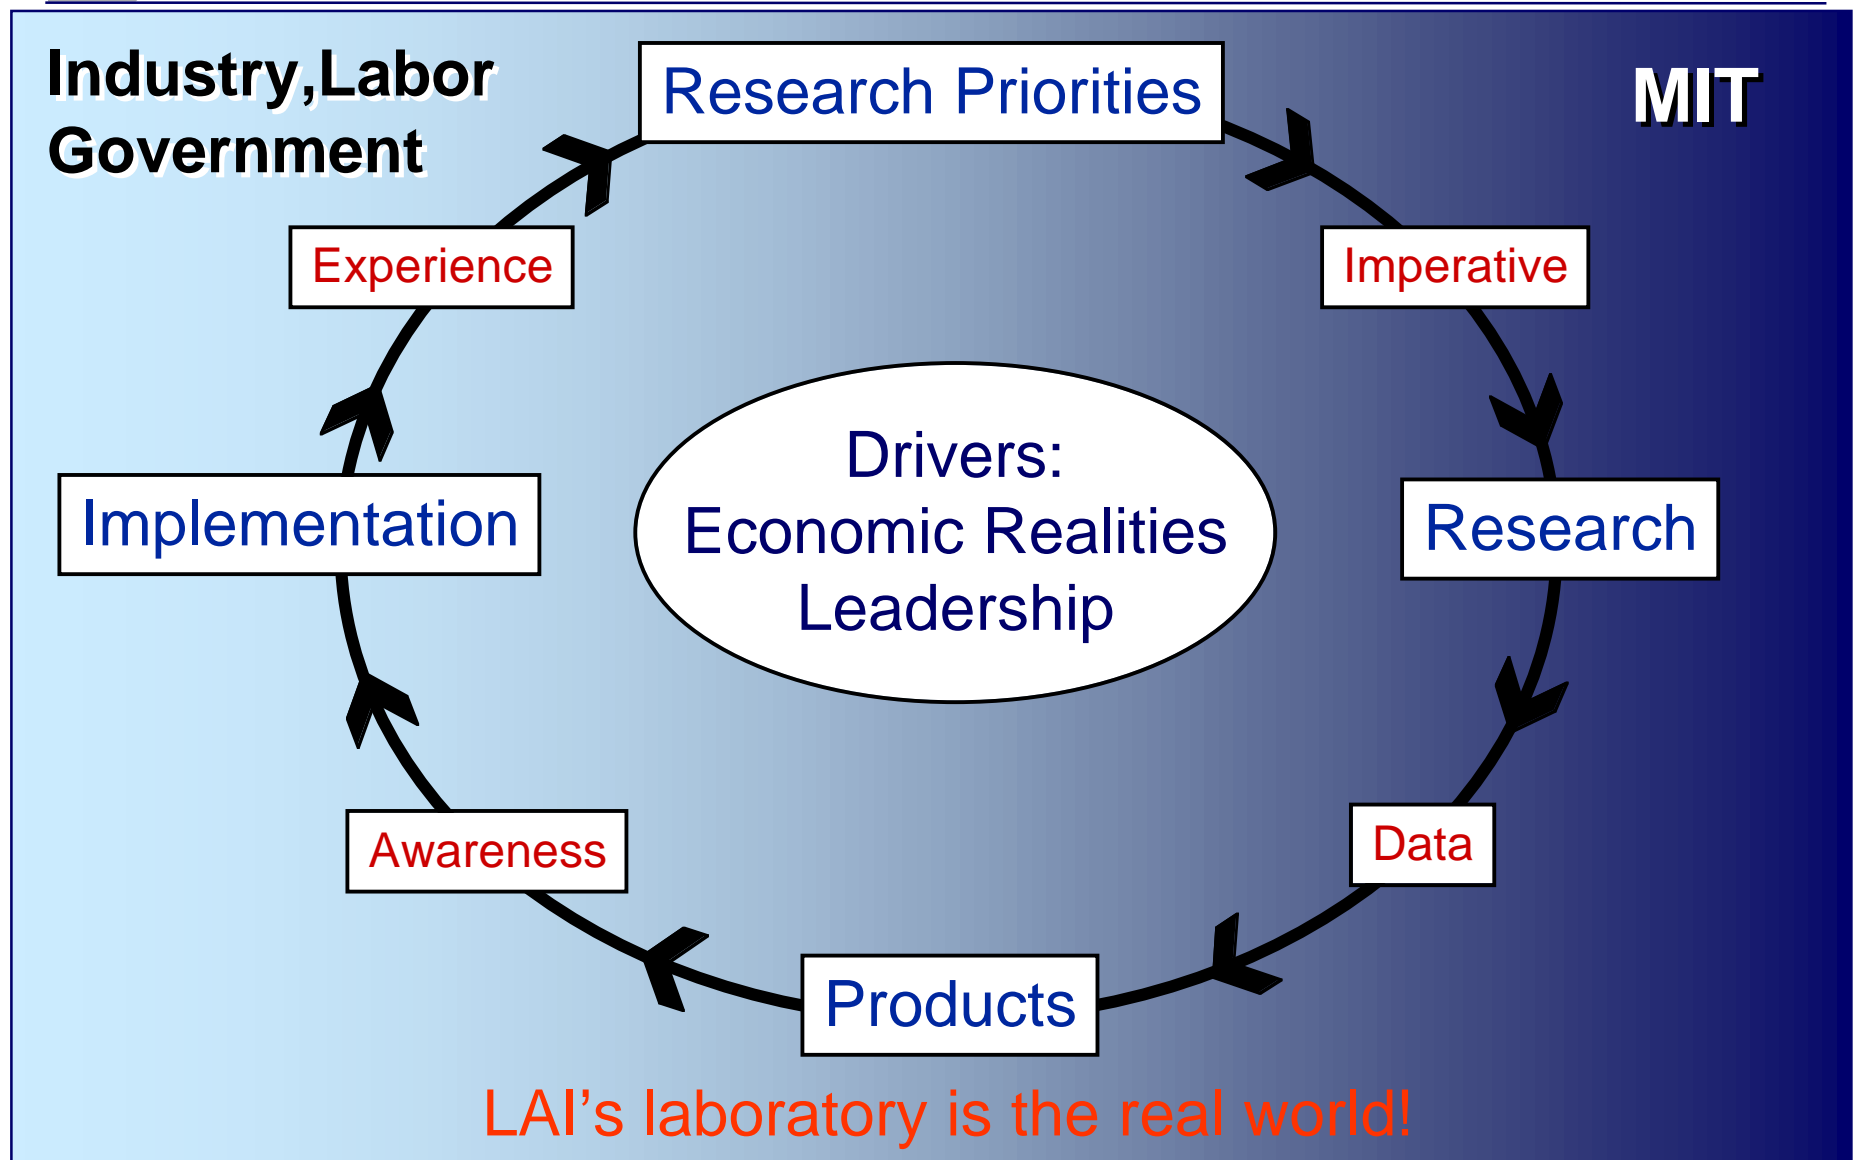 Industry,Labor
Government
Research Priorities
MIT
Experience
Imperative
Drivers:
Economic Realities
Leadership
Implementation
Research
Awareness
Data
Products
LAI’s laboratory is the real world!